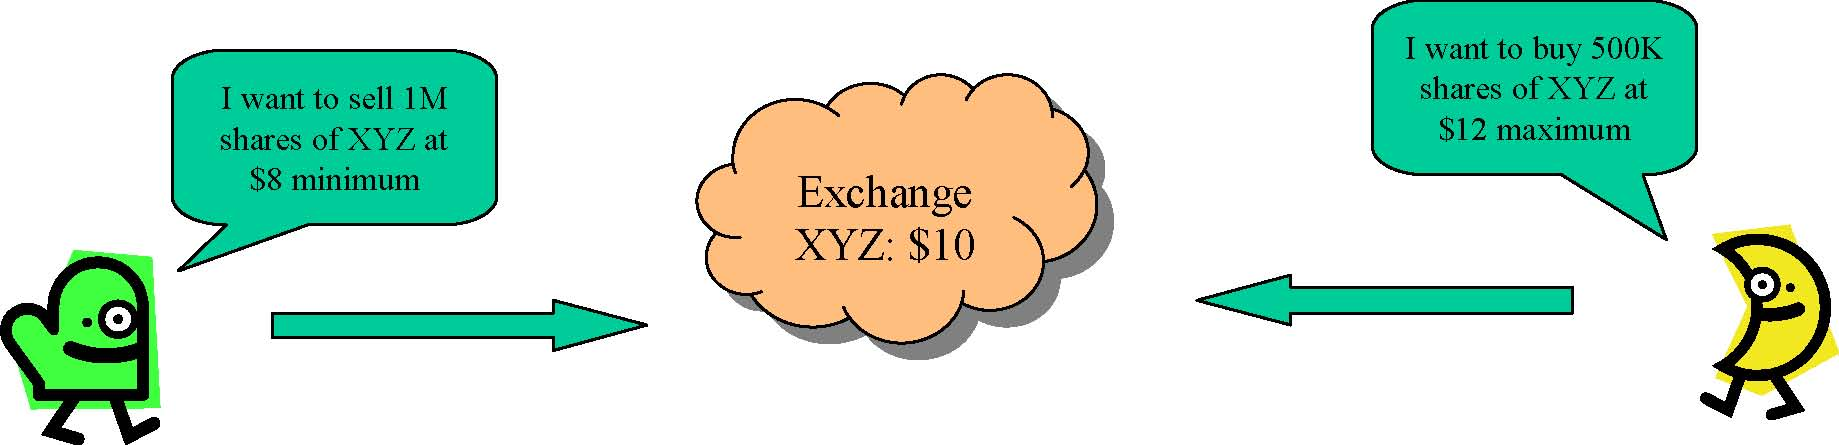 I want to sell 1M
shares of XYZ at
$8 minimum
Exchange
XYZ: $10
I want to buy 500K
shares of XYZ at
$12 maximum